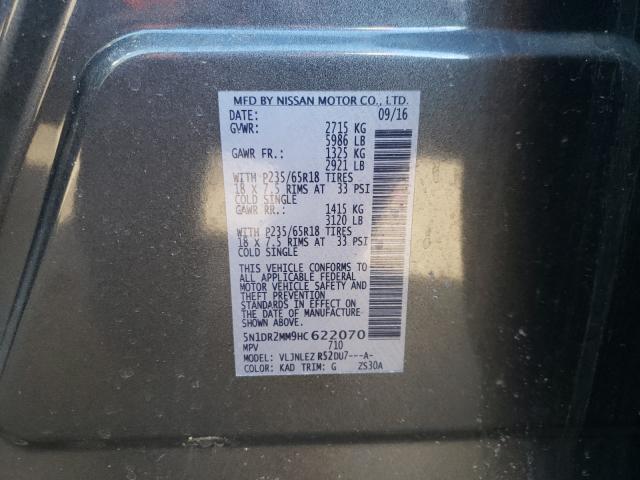 MFD BY NISSAN MOTOR CO., LTD.
DATE: 09/16
GVWR: 2715 KG
5986 LB
GAWR FR.: 1325 KG
2921 LB
WITH P235/65R18 TIRES
18 X 7.5 RIMS AT 33 PSI
COLD SINGLE
GAWR RR.: 1415 KG
3120 LB
WITH P235/65R18 TIRES
18 X 7.5 RIMS AT 33 PSI
COLD SINGLE
THIS VEHICLE CONFORMS TO
ALL APPLICABLE FEDERAL
MOTOR VEHICLE SAFETY AND
THEFT PREVENTION
STANDARDS IN EFFECT ON
THE DATE OF MANUFACTURE
SHOWN ABOVE.
5N1DR2MM9HC622070
MPV 710
MODEL: VLJNLEZ R52DU7---A-
COLOR: KAD TRIM: G ZS30A